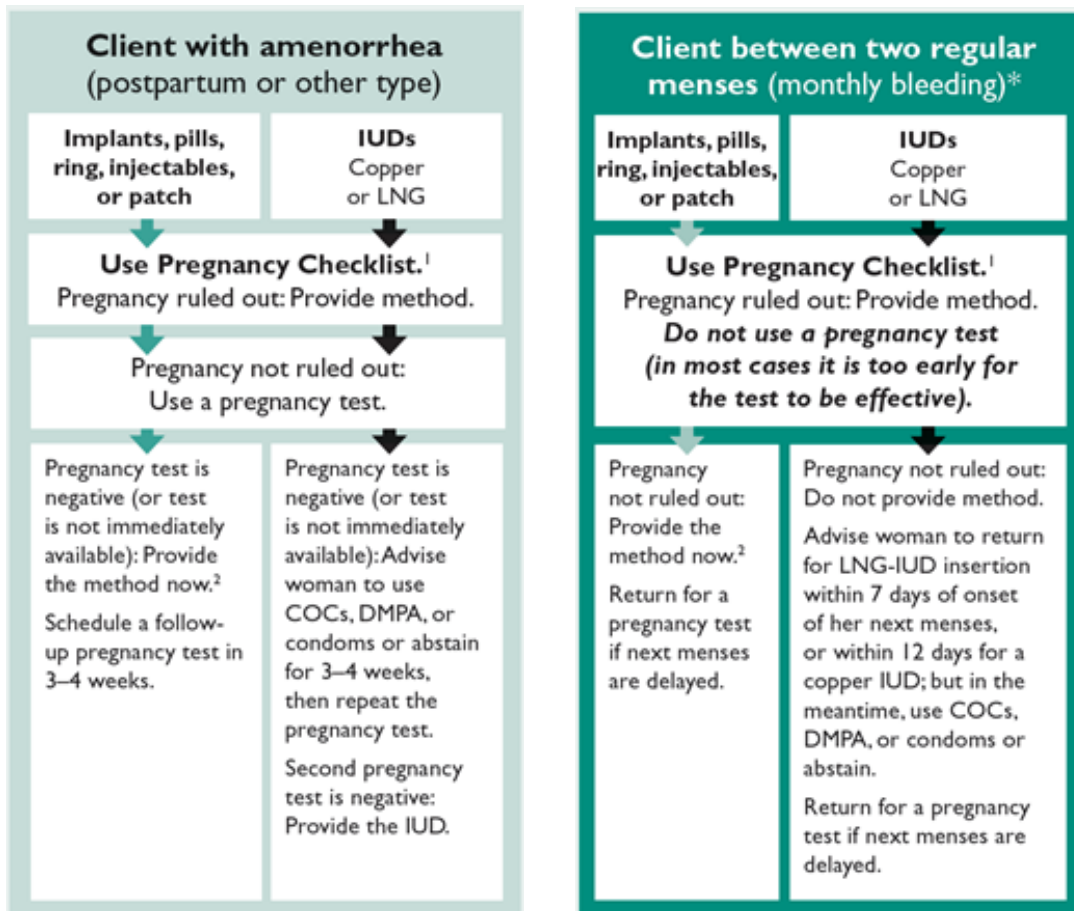 Client with amenorrhea
(postpartum or other type)
Implants, pills,
ring, injectables,
or patch
IUDs
Copper
or LNG
Use Pregnancy Checklist.¹
Pregnancy ruled out: Provide method.
Pregnancy not ruled out:
Use a pregnancy test.
Pregnancy test is
negative (or test
is not immediately
available): Provide
the method now.²
Schedule a follow-
up pregnancy test in
3–4 weeks.
Pregnancy test is
negative (or test
is not immediately
available): Advise
woman to use
COCs, DMPA, or
condoms or abstain
for 3–4 weeks,
then repeat the
pregnancy test.
Second pregnancy
test is negative:
Provide the IUD.
Client between two regular
menses (monthly bleeding)*
Implants, pills,
ring, injectables,
or patch
IUDs
Copper
or LNG
Use Pregnancy Checklist.¹
Pregnancy ruled out: Provide method.
Do not use a pregnancy test
(in most cases it is too early for
the test to be effective).
Pregnancy
not ruled out:
Provide the
method now.²
Return for a
pregnancy test
if next menses
are delayed.
Pregnancy not ruled out:
Do not provide method.
Advise woman to return
for LNG-IUD insertion
within 7 days of onset
of her next menses,
or within 12 days for a
copper IUD; but in the
meantime, use COCs,
DMPA, or condoms or
abstain.
Return for a pregnancy
test if next menses are
delayed.